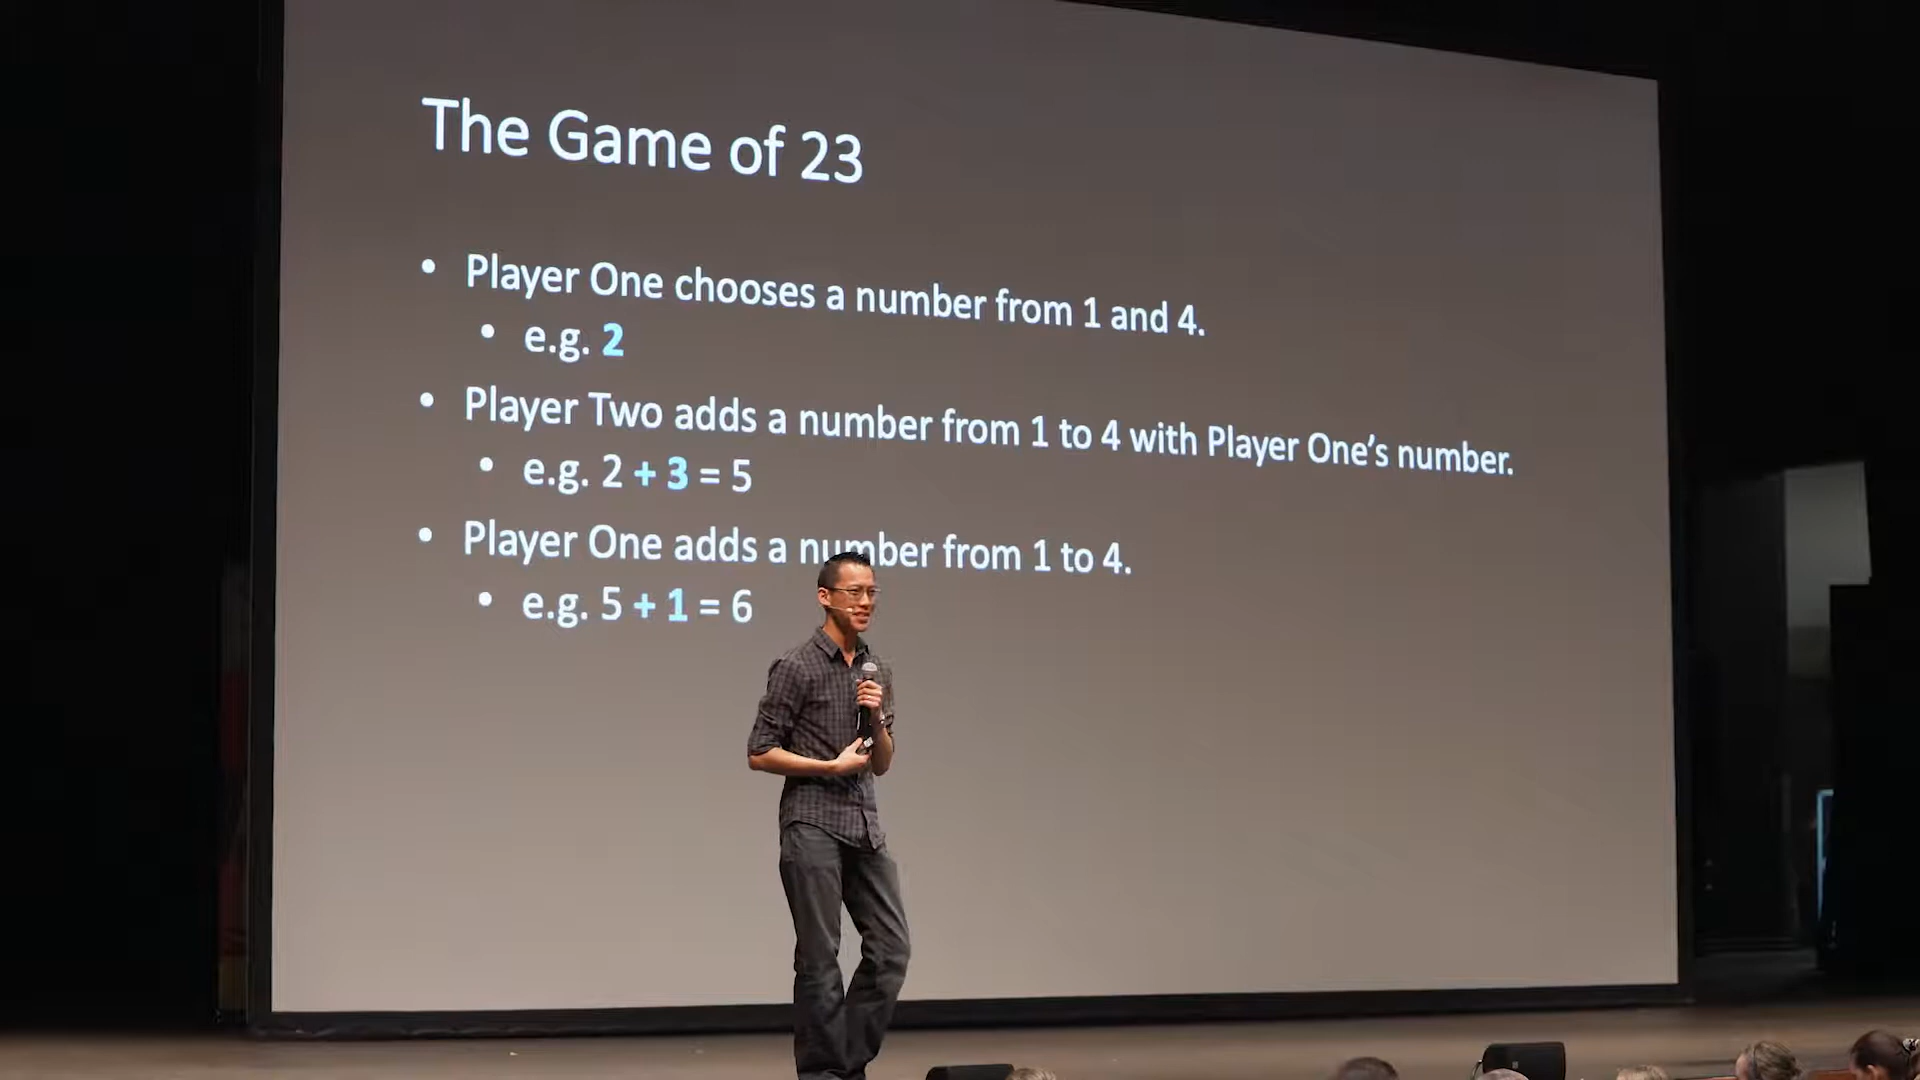 The Game of 23
• Player One chooses a number from 1 and 4.
• e.g. 2
• Player Two adds a number from 1 to 4 with Player One’s number.
• e.g. 2 + 3 = 5
• Player One adds a number from 1 to 4.
• e.g. 5 + 1 = 6